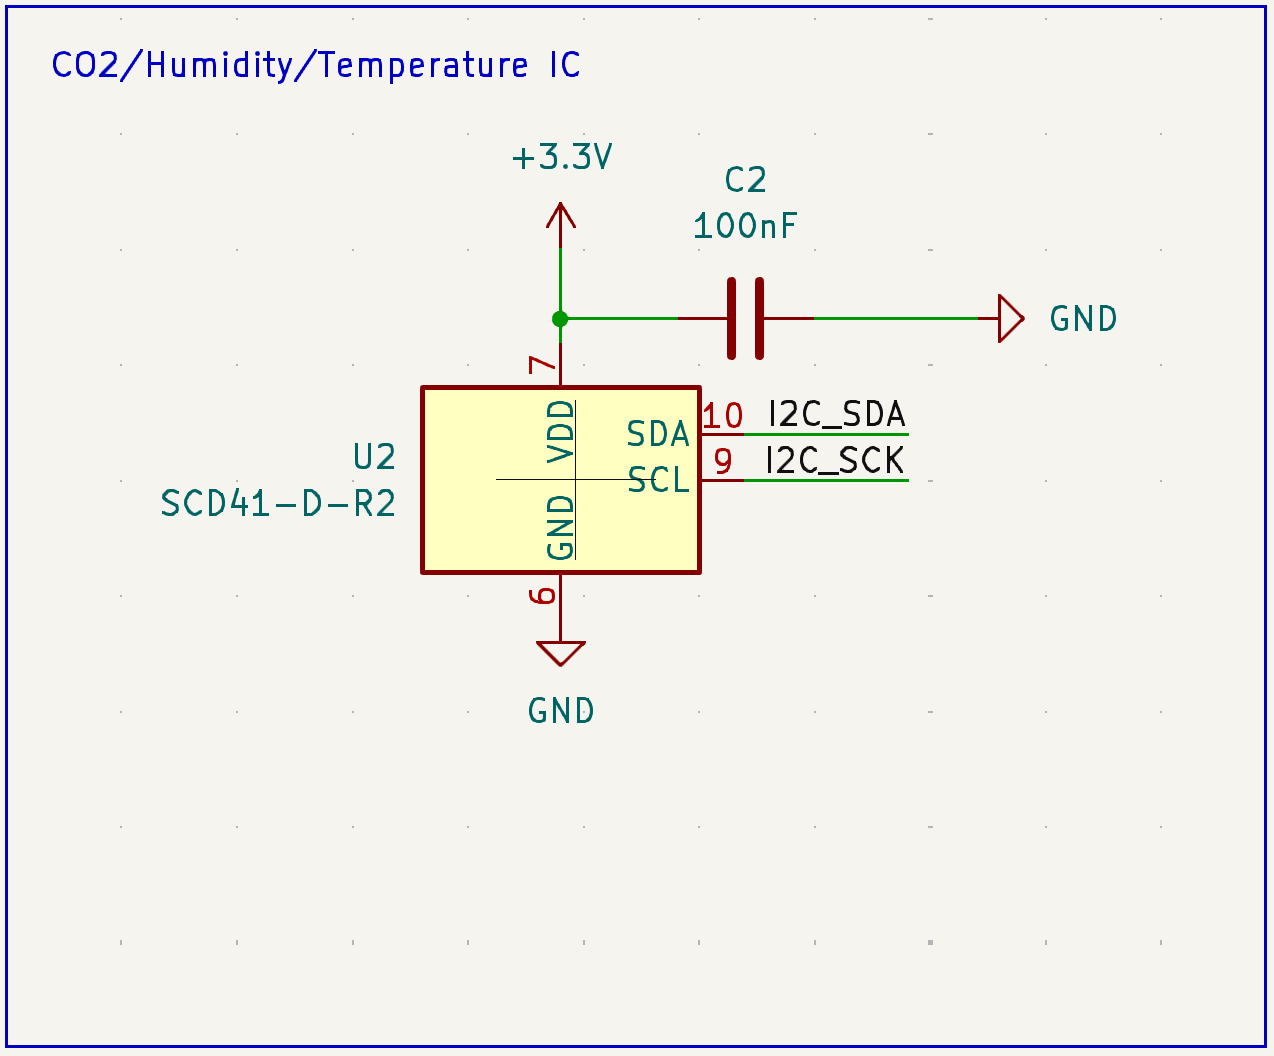 CO2/Humidity/Temperature IC
+3.3V
C2
100nF
GND
7
VDD
SDA
10
I2C_SDA
SCL
9
I2C_SCK
U2
SCD41-D-R2
GND
6
GND